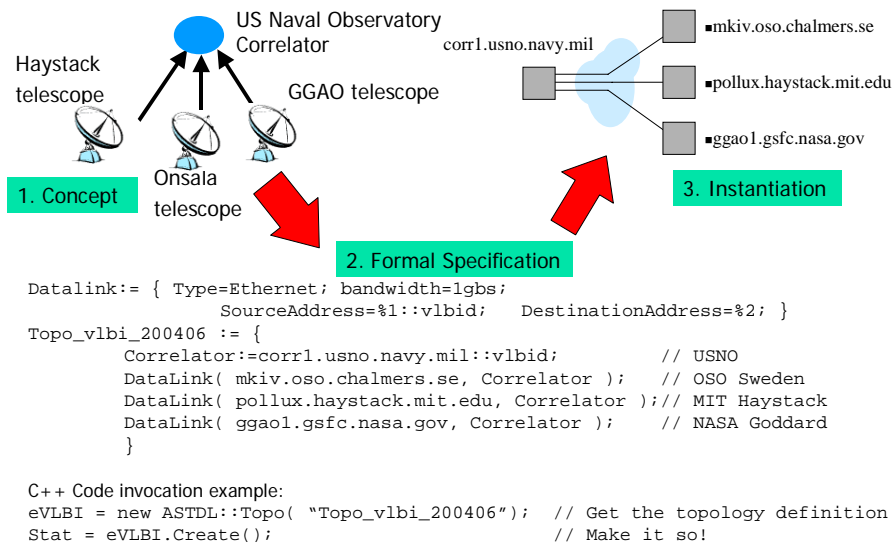 US Naval Observatory
Correlator
Haystack
telescope
GGAO telescope
Onsala
telescope
1. Concept
corr1.usno.navy.mil
▪mkiv.oso.chalmers.se
▪pollux.haystack.mit.edu
▪ggao1.gsfc.nasa.gov
3. Instantiation
2. Formal Specification
Datalink:= { Type=Ethernet; bandwidth=1gbs;
SourceAddress=%1::vlbid; DestinationAddress=%2; }
Topo_vlbi_200406 := {
Correlator:=corr1.usno.navy.mil::vlbid; // USNO
DataLink( mkiv.oso.chalmers.se, Correlator ); // OSO Sweden
DataLink( pollux.haystack.mit.edu, Correlator );// MIT Haystack
DataLink( ggao1.gsfc.nasa.gov, Correlator ); // NASA Goddard
}
C++ Code invocation example:
eVLBI = new ASTDL::Topo( “Topo_vlbi_200406”); // Get the topology definition
Stat = eVLBI.Create(); // Make it so!